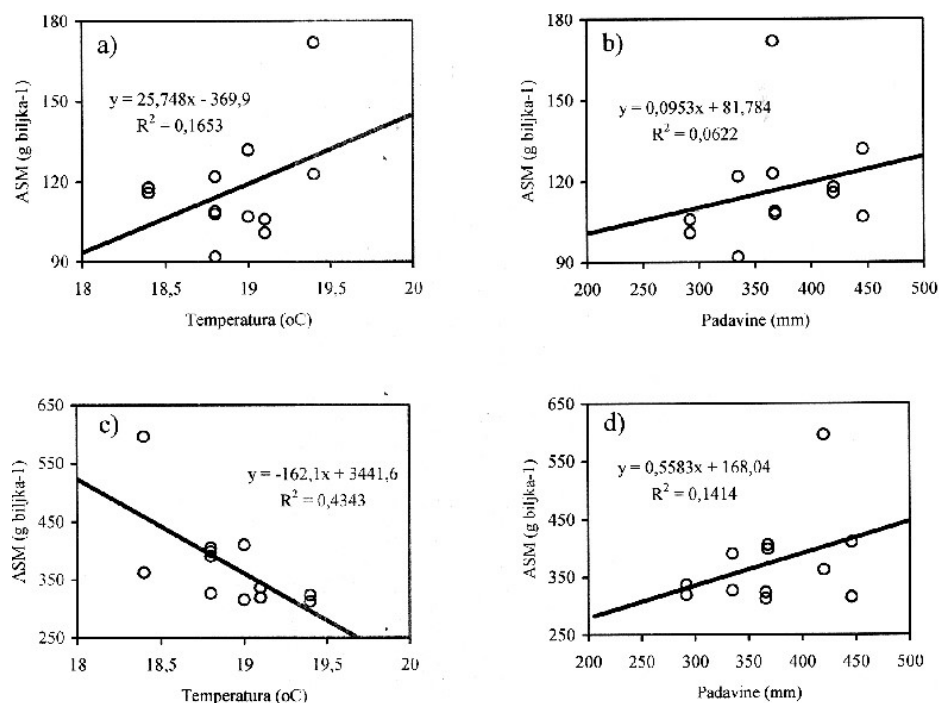 a)
y = 25,748x - 369,9
R² = 0,1653
ASM (g biljka-1)
180
150
120
90
18 18,5 19 19,5 20
Temperatura (oC)
b)
y = 0,0953x + 81,784
R² = 0,0622
ASM (g biljka-1)
180
150
120
90
200 250 300 350 400 450 500
Padavine (mm)
c)
y = -162,1x + 3441,6
R² = 0,4343
ASM (g biljka-1)
650
550
450
350
250
18 18,5 19 19,5 20
Temperatura (oC)
d)
y = 0,5583x + 168,04
R² = 0,1414
ASM (g biljka-1)
650
550
450
350
250
200 250 300 350 400 450 500
Padavine (mm)